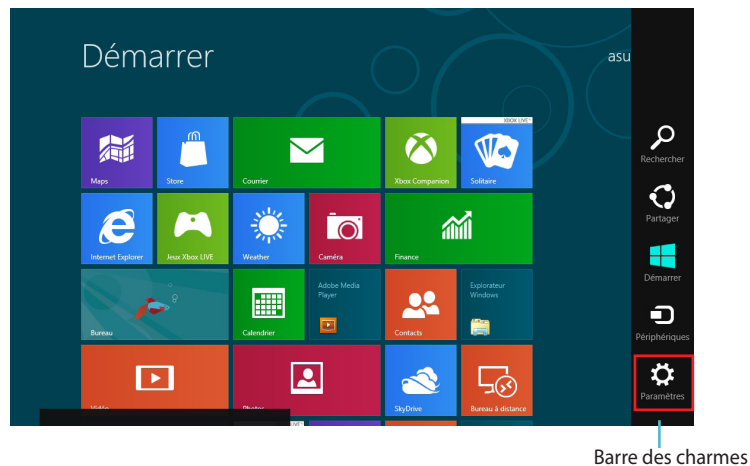 Démarrer
asu
XBOX LIVE
Maps
Store
Courrier
Xbox Companion
Solitaire
Internet Explorer
Jeux Xbox LIVE
Weather
Caméra
Finance
Bureau
Calendrier
Adobe Media
Player
Contacts
Explorateur
Windows
Vidéo
Photos
SkyDrive
Bureau à distance
Rechercher
Partager
Démarrer
Périphériques
Paramètres
Barre des charmes